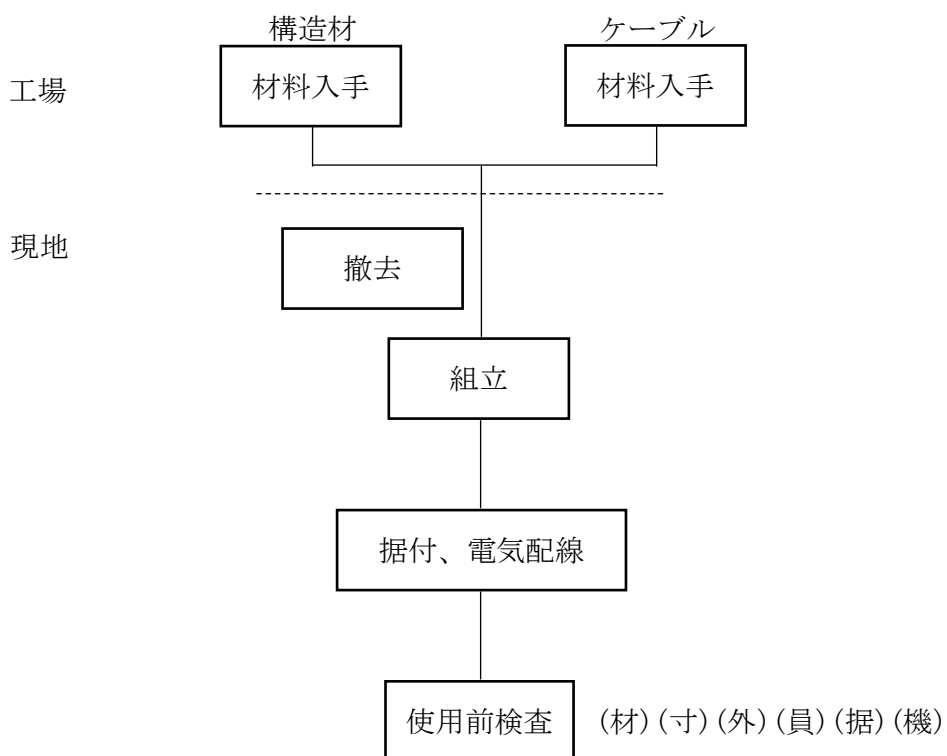 構造材 ケーブル
工場 材料入手 材料入手
現地 撤去
組立
据付、電気配線
使用前検査 (材)(寸)(外)(員)(据)(機)